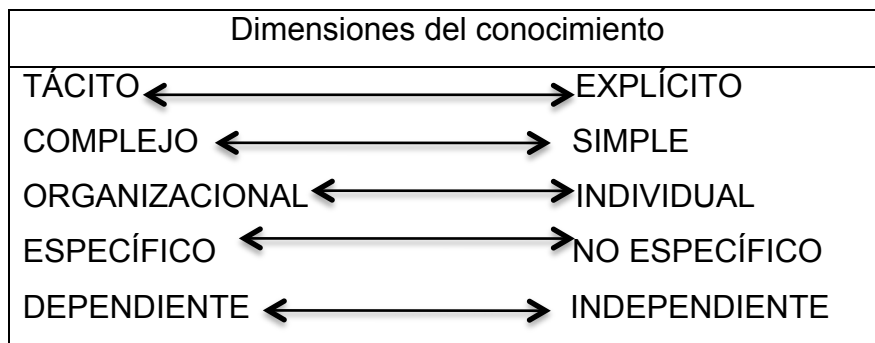 Dimensiones del conocimiento
TÁCITO EXPLÍCITO
COMPLEJO SIMPLE
ORGANIZACIONAL INDIVIDUAL
ESPECÍFICO NO ESPECÍFICO
DEPENDIENTE INDEPENDIENTE